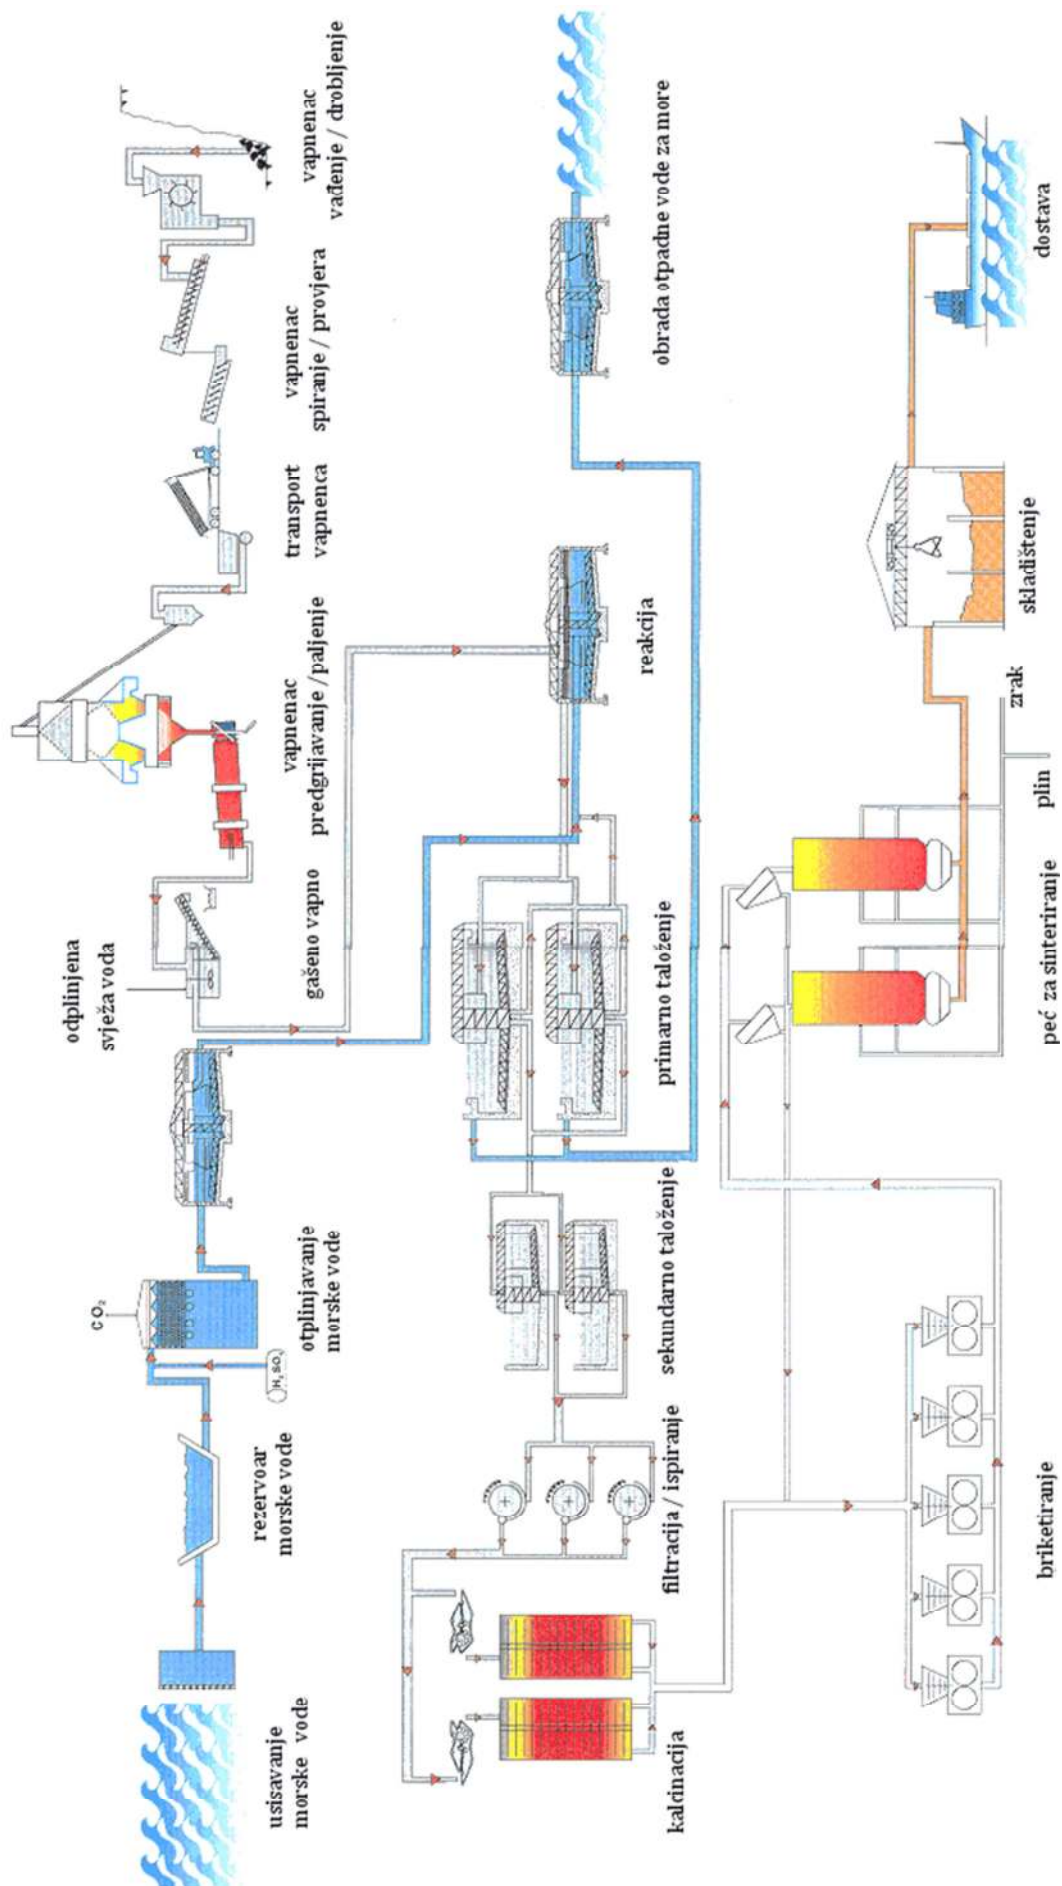 usisavanje
morske vode
rezervoar
morske vode
CO₂
H₂SO₄
otplinjavanje
morske vode
odplinjena
svježa voda
gašeno vapno
vapnenac
predgrijavanje / paljenje
transport
vapnenca
vapnenac
spiranje / provjera
vapnenac
vađenje / drobljenje
kalcinacija
filtracija / ispiranje
sekundarno taloženje
primarno taloženje
reakcija
obrada otpadne vode za more
briketiranje
peć za sinteriranje
plin
zrak
skladištenje
dostava